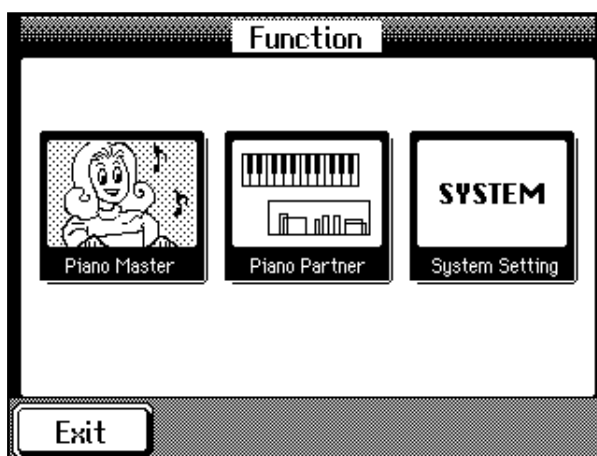 Function
SYSTEM
Piano Master
Piano Partner
System Setting
Exit